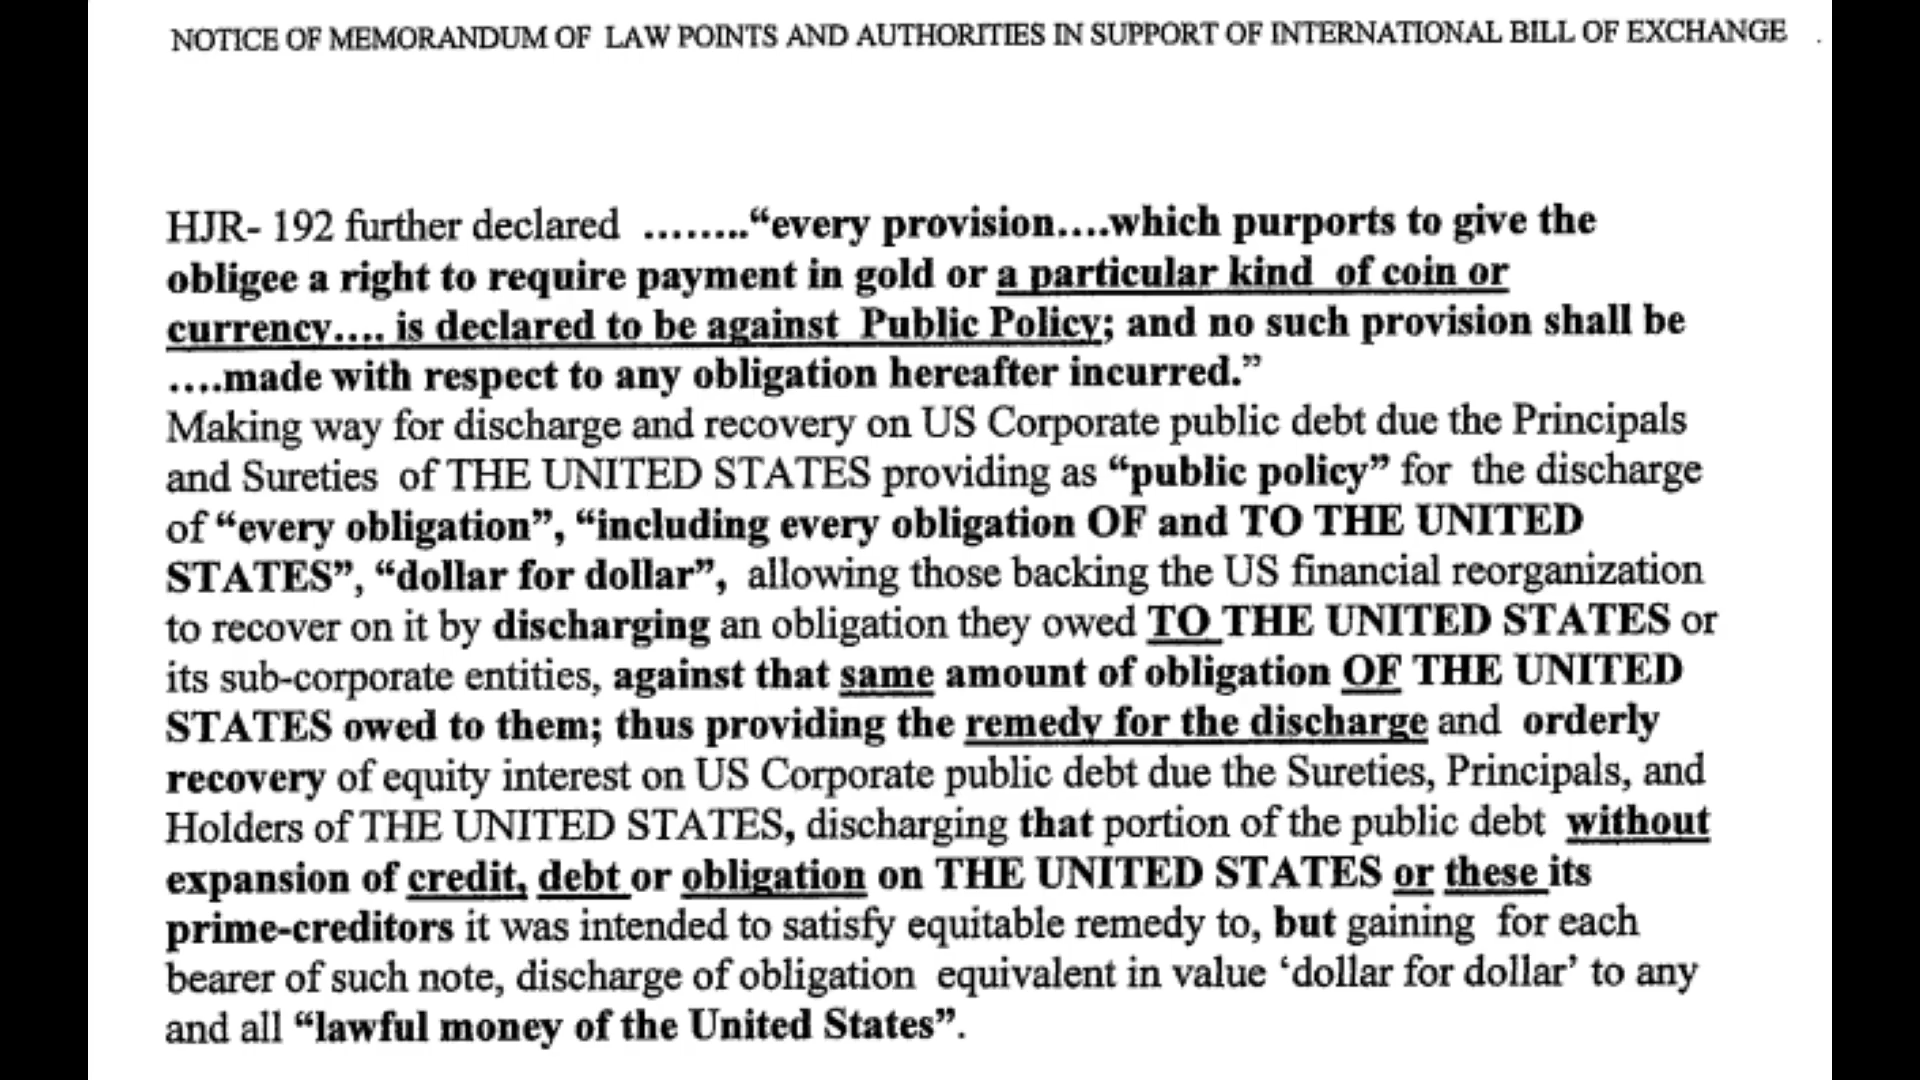 NOTICE OF MEMORANDUM OF LAW POINTS AND AUTHORITIES IN SUPPORT OF INTERNATIONAL BILL OF EXCHANGE .
HJR- 192 further declared ........“every provision....which purports to give the
obligee a right to require payment in gold or a particular kind of coin or
currency.... is declared to be against Public Policy; and no such provision shall be
....made with respect to any obligation hereafter incurred.”
Making way for discharge and recovery on US Corporate public debt due the Principals
and Sureties of THE UNITED STATES providing as “public policy” for the discharge
of “every obligation”, “including every obligation OF and TO THE UNITED
STATES”, “dollar for dollar”, allowing those backing the US financial reorganization
to recover on it by discharging an obligation they owed TO THE UNITED STATES or
its sub-corporate entities, against that same amount of obligation OF THE UNITED
STATES owed to them; thus providing the remedy for the discharge and orderly
recovery of equity interest on US Corporate public debt due the Sureties, Principals, and
Holders of THE UNITED STATES, discharging that portion of the public debt without
expansion of credit, debt or obligation on THE UNITED STATES or these its
prime-creditors it was intended to satisfy equitable remedy to, but gaining for each
bearer of such note, discharge of obligation equivalent in value ‘dollar for dollar’ to any
and all “lawful money of the United States”.